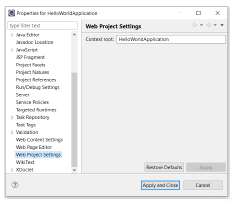 Properties for HelloWorldApplication
type filter text
Web Project Settings
Java Editor
Javadoc Location
JavaScript
JSP Fragment
Project Facets
Project Natures
Project References
Run/Debug Settings
Server
Service Policies
Targeted Runtimes
Task Repository
Task Tags
Validation
Web Content Settings
Web Page Editor
Web Project Settings
WikiText
XDoclet
Context root: HelloWorldApplication
Restore Defaults
Apply
Apply and Close
Cancel